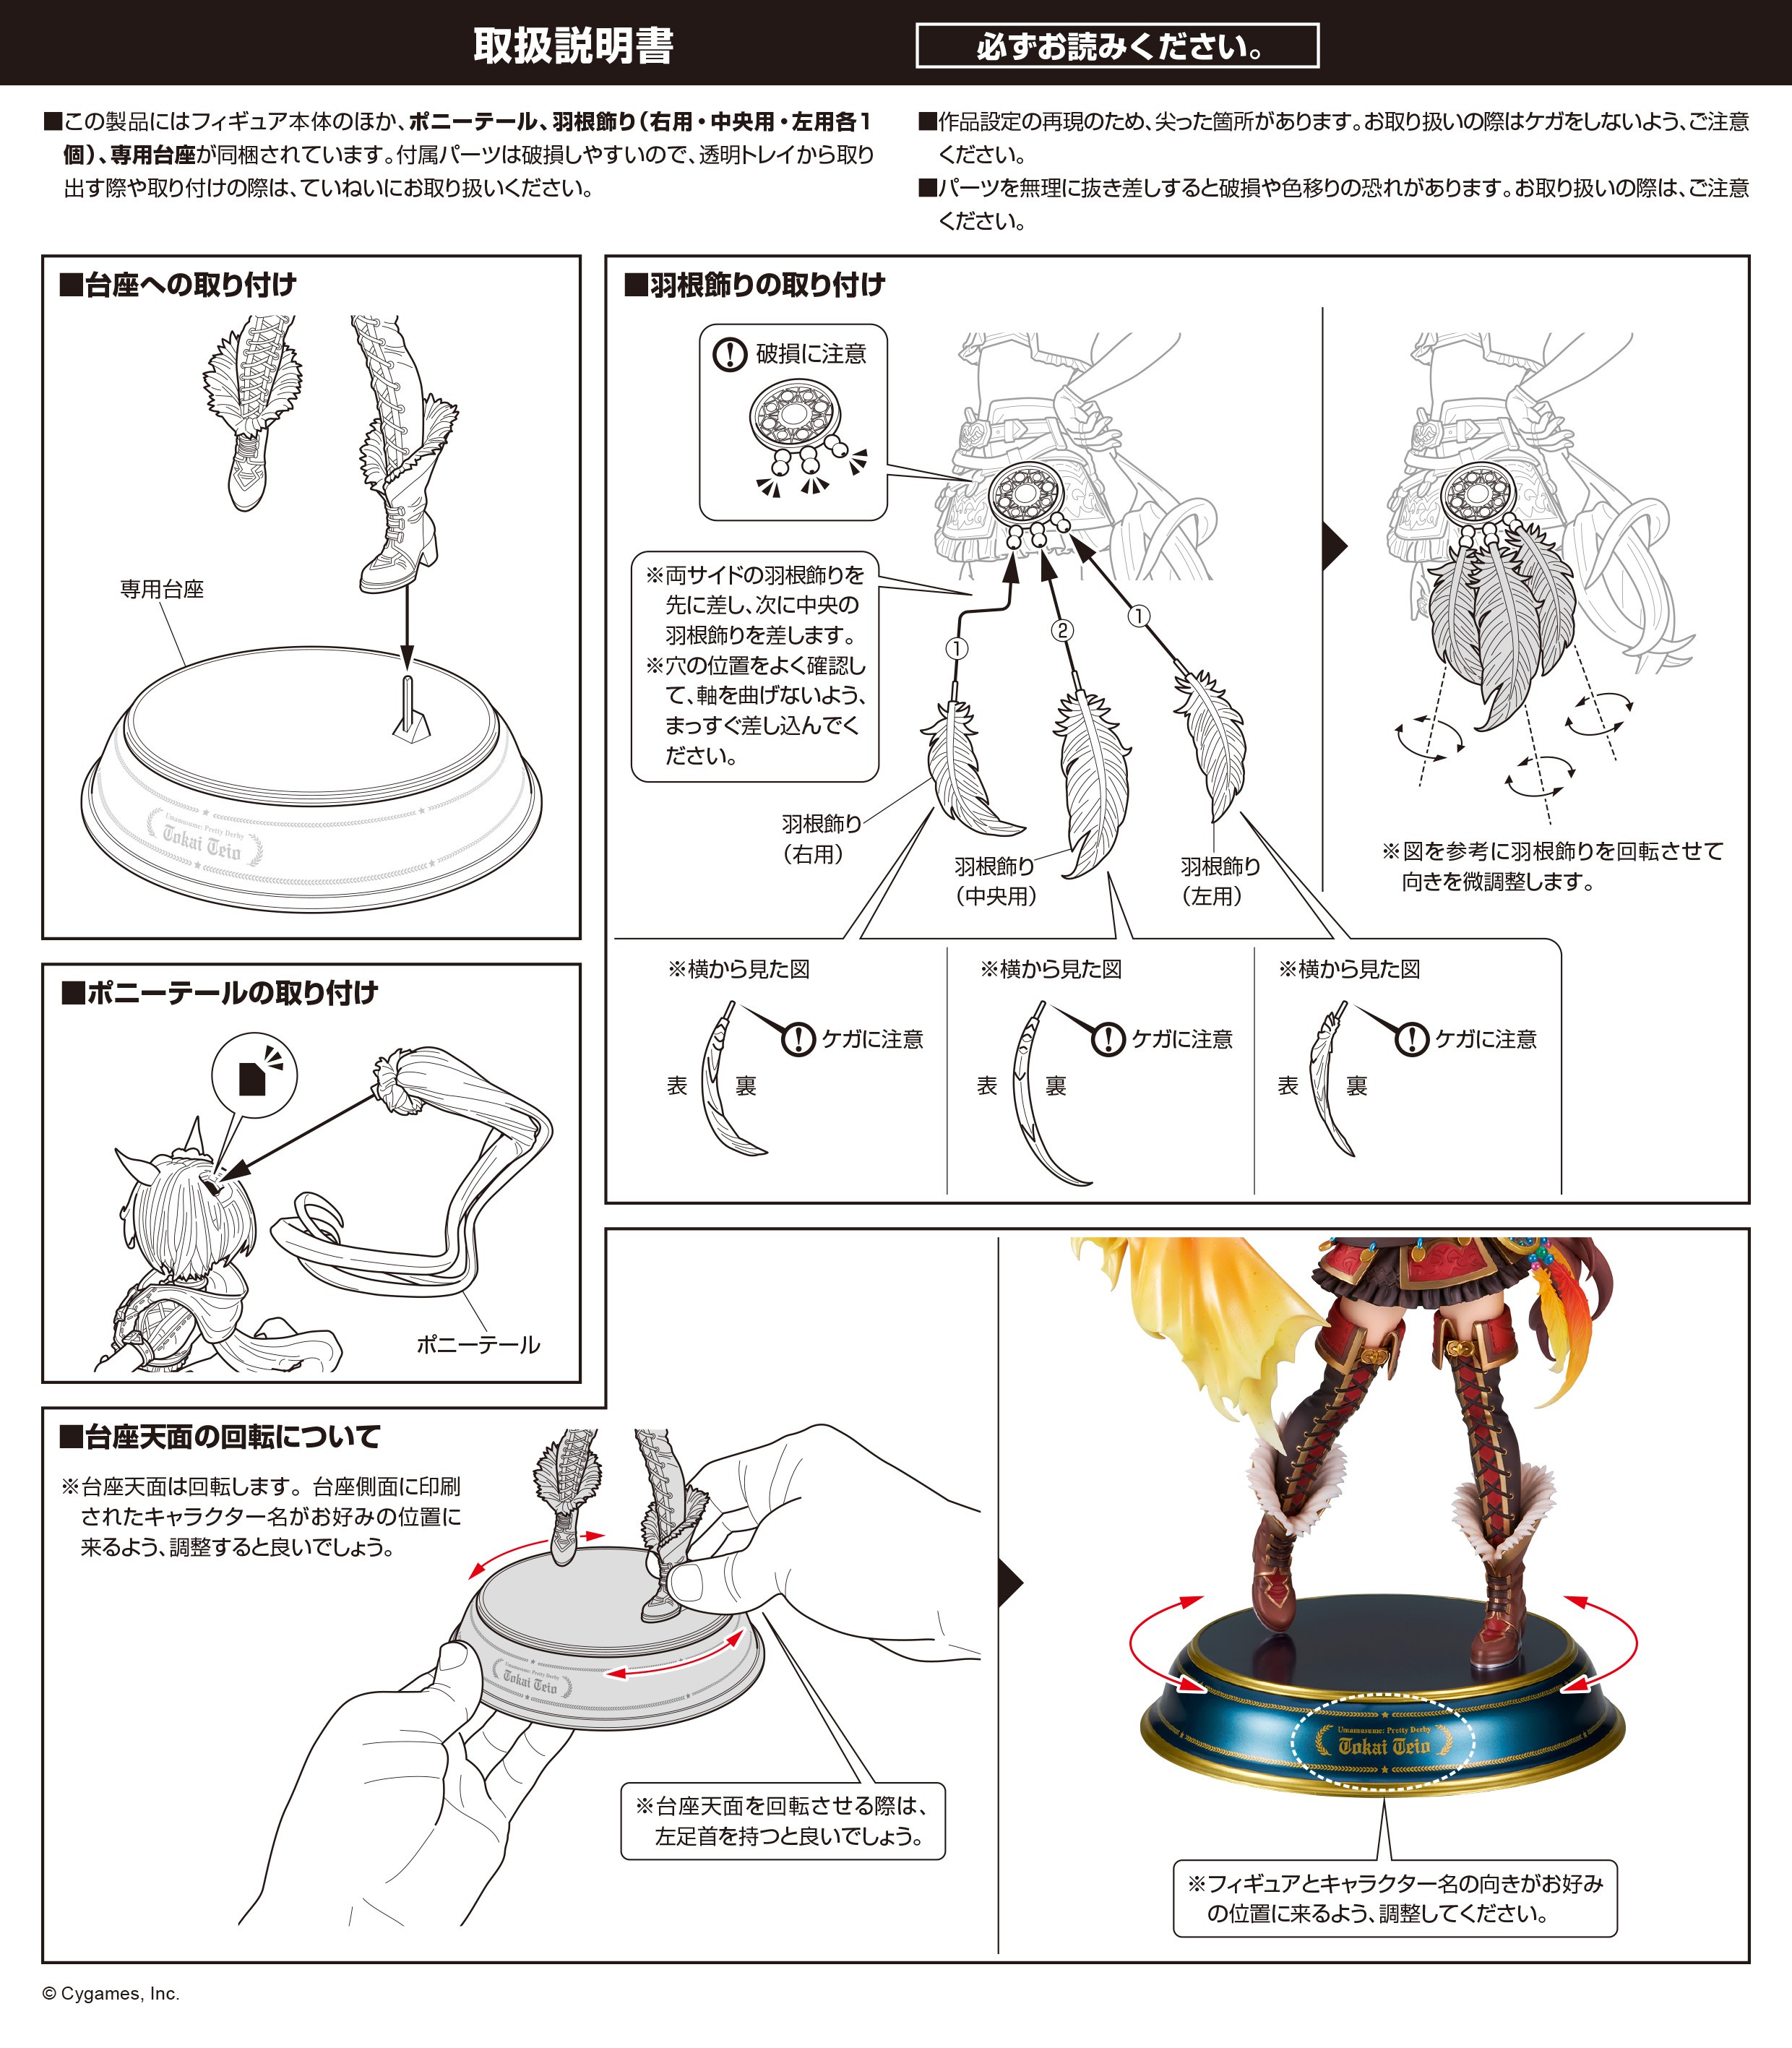 取扱説明書
必ずお読みください。
■この製品にはフィギュア本体のほか、ポニーテール、羽根飾り（右用・中央用・左用各1
個）、専用台座が同梱されています。付属パーツは破損しやすいので、透明トレイから取り
出す際や取り付けの際は、ていねいにお取り扱いください。
■作品設定の再現のため、尖った箇所があります。お取り扱いの際はケガをしないよう、ご注意
ください。
■パーツを無理に抜き差しすると破損や色移りの恐れがあります。お取り扱いの際は、ご注意
ください。
■台座への取り付け
専用台座
Umamusume: Pretty Derby
Tokai Teio
■羽根飾りの取り付け
破損に注意
※両サイドの羽根飾りを
先に差し、次に中央の
羽根飾りを差します。
※穴の位置をよく確認し
て、軸を曲げないよう、
まっすぐ差し込んでく
ださい。
①
②
①
羽根飾り
（右用）
羽根飾り
（中央用）
羽根飾り
（左用）
※図を参考に羽根飾りを回転させて
向きを微調整します。
※横から見た図
ケガに注意
表
裏
※横から見た図
ケガに注意
表
裏
※横から見た図
ケガに注意
表
裏
■ポニーテールの取り付け
ポニーテール
■台座天面の回転について
※台座天面は回転します。台座側面に印刷
されたキャラクター名がお好みの位置に
来るよう、調整すると良いでしょう。
Umamusume: Pretty Derby
Tokai Teio
※台座天面を回転させる際は、
左足首を持つと良いでしょう。
Umamusume: Pretty Derby
Tokai Teio
※フィギュアとキャラクター名の向きがお好み
の位置に来るよう、調整してください。
© Cygames, Inc.